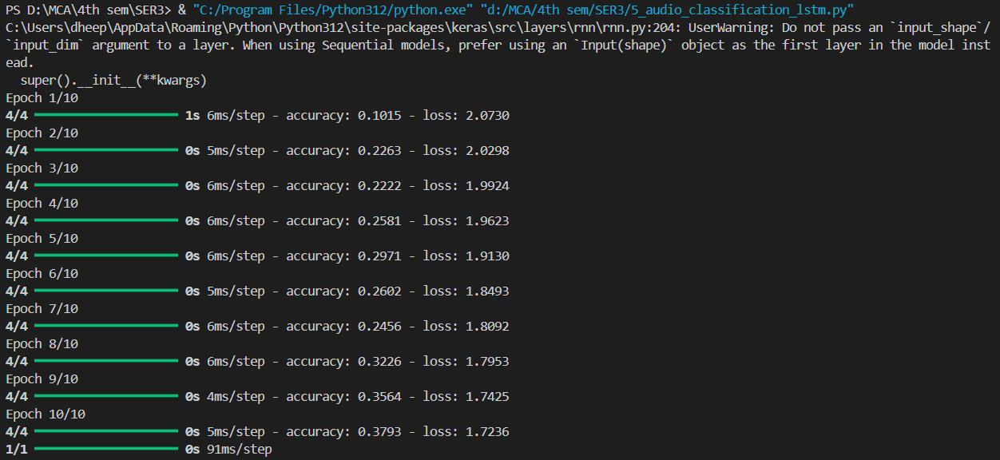 PS D:\MCA\4th sem\SER3> & "C:/Program Files/Python312/python.exe" "d:/MCA/4th sem/SER3/5_audio_classification_lstm.py"
C:\Users\dheep\AppData\Roaming\Python\Python312\site-packages\keras\src\layers\rnn\rnn.py:204: UserWarning: Do not pass an `input_shape`/
`input_dim` argument to a layer. When using Sequential models, prefer using an `Input(shape)` object as the first layer in the model inst
ead.
  super().__init__(**kwargs)
Epoch 1/10
4/4 1s 6ms/step - accuracy: 0.1015 - loss: 2.0730
Epoch 2/10
4/4 0s 5ms/step - accuracy: 0.2263 - loss: 2.0298
Epoch 3/10
4/4 0s 6ms/step - accuracy: 0.2222 - loss: 1.9924
Epoch 4/10
4/4 0s 6ms/step - accuracy: 0.2581 - loss: 1.9623
Epoch 5/10
4/4 0s 6ms/step - accuracy: 0.2971 - loss: 1.9130
Epoch 6/10
4/4 0s 5ms/step - accuracy: 0.2602 - loss: 1.8493
Epoch 7/10
4/4 0s 6ms/step - accuracy: 0.2456 - loss: 1.8092
Epoch 8/10
4/4 0s 6ms/step - accuracy: 0.3226 - loss: 1.7953
Epoch 9/10
4/4 0s 4ms/step - accuracy: 0.3564 - loss: 1.7425
Epoch 10/10
4/4 0s 5ms/step - accuracy: 0.3793 - loss: 1.7236
1/1 0s 91ms/step